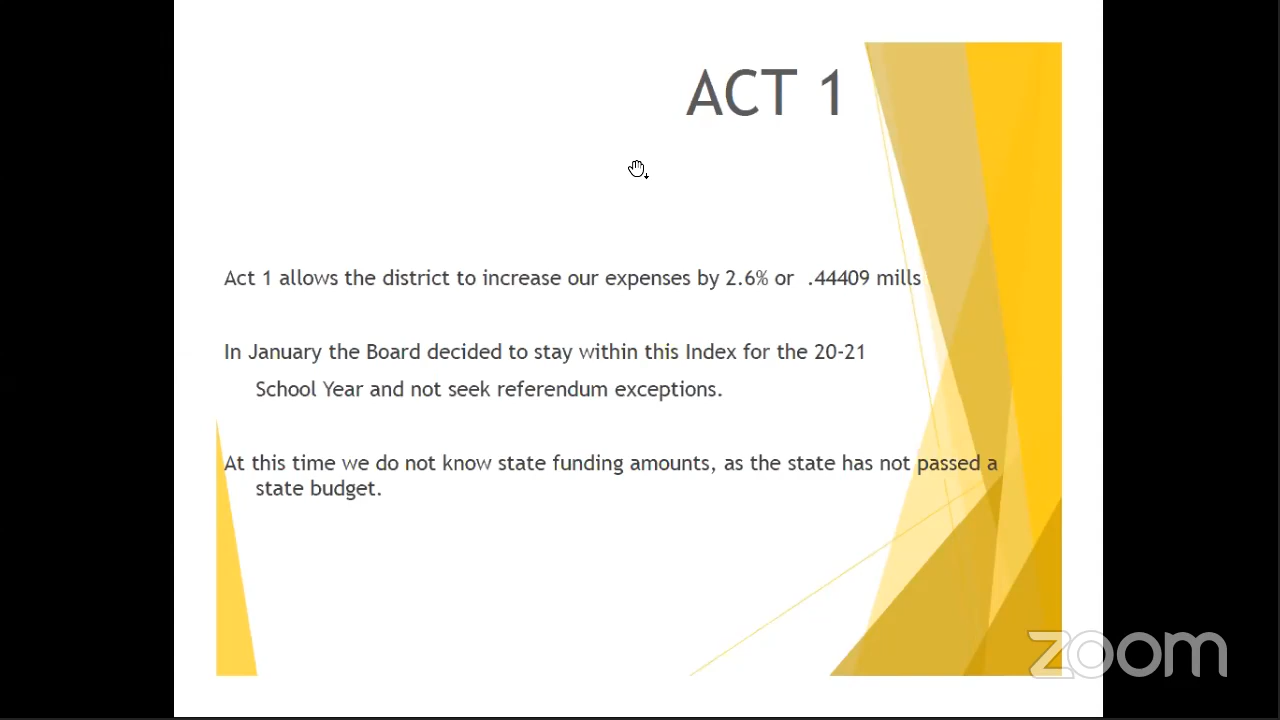 ACT 1
Act 1 allows the district to increase our expenses by 2.6% or .44409 mills
In January the Board decided to stay within this Index for the 20-21
School Year and not seek referendum exceptions.
At this time we do not know state funding amounts, as the state has not passed a
state budget.
zoom